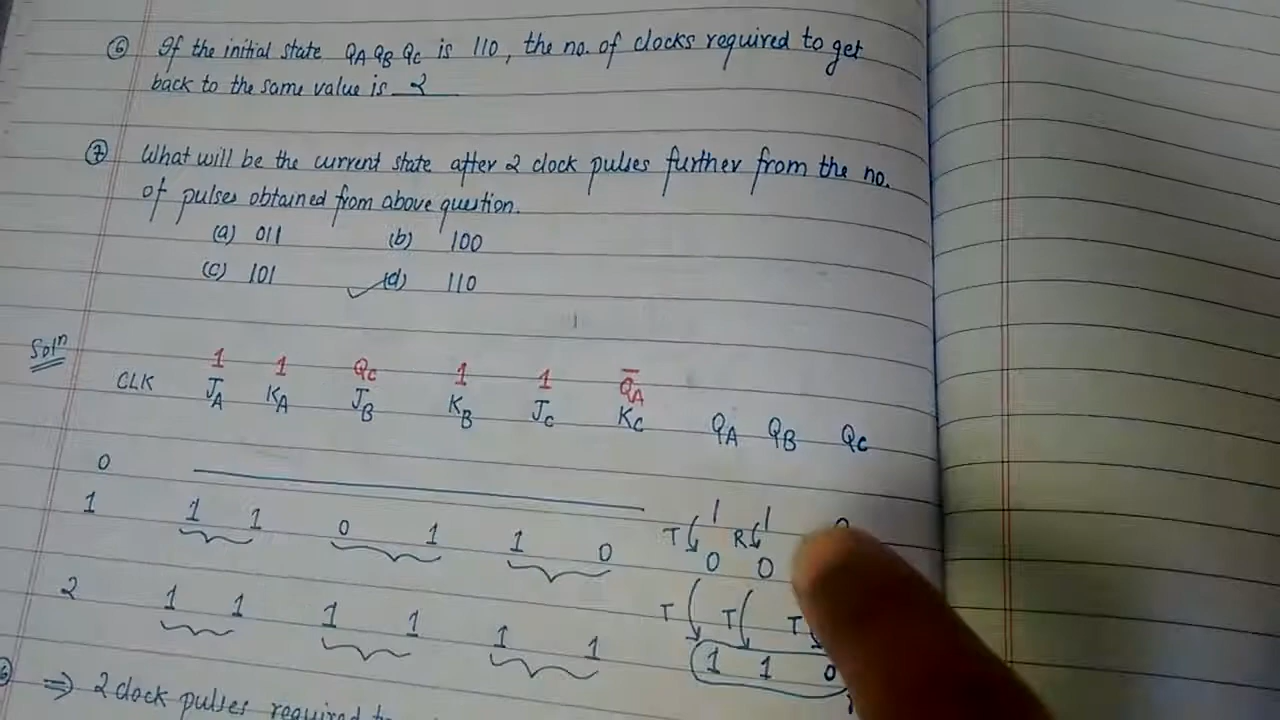 ⑥ If the initial state QA QB QC is 110, the no. of clocks required to get
back to the same value is 2
⑦ What will be the current state after 2 clock pulses further from the no.
of pulses obtained from above question.
(a) 011 (b) 100
(c) 101 ✓(d) 110
Solⁿ
1 1 QC 1 1 Q̅A
CLK JA KA JB KB JC KC QA QB QC
0 1 1 0
1 1 1 0 1 1 0 T R 0 0
2 1 1 1 1 1 1 T T T 1 1 0
⇒ 2 clock pulses required